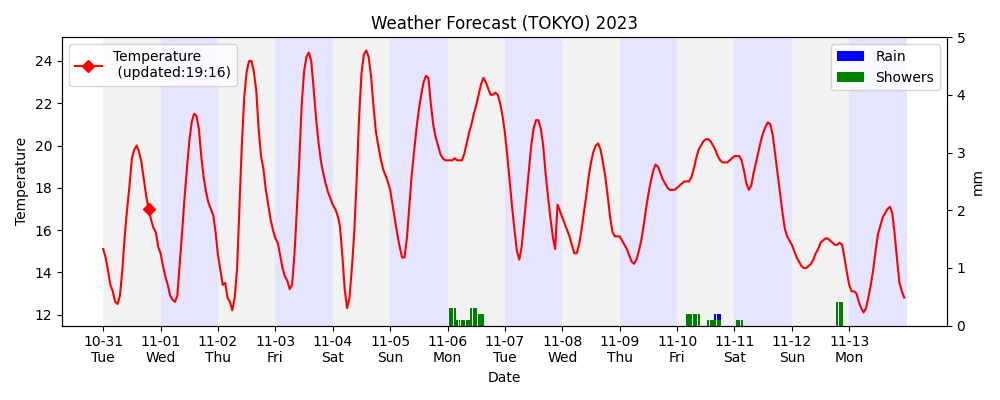 Weather Forecast (TOKYO) 2023
Temperature
(updated:19:16)
Rain
Showers
24
22
20
18
16
14
12
Temperature
5
4
3
2
1
0
mm
10-31 11-01 11-02 11-03 11-04 11-05 11-06 11-07 11-08 11-09 11-10 11-11 11-12 11-13
Tue Wed Thu Fri Sat Sun Mon Tue Wed Thu Fri Sat Sun Mon
Date